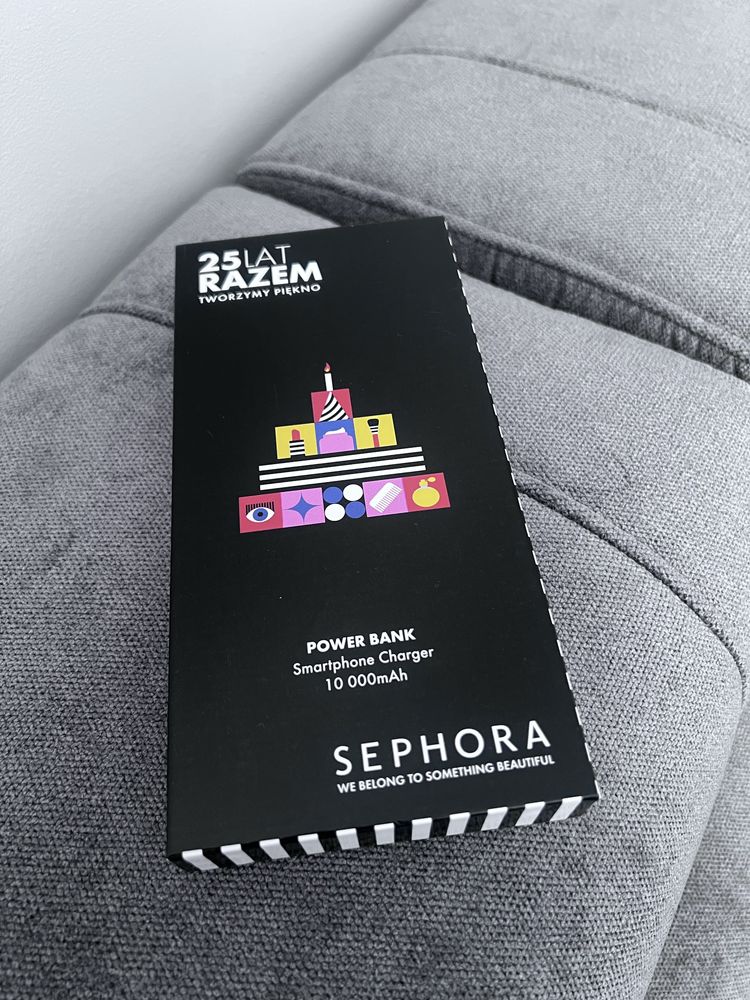 25LAT
RAZEM
TWORZYMY PIĘKNO
POWER BANK
Smartphone Charger
10 000mAh
SEPHORA
WE BELONG TO SOMETHING BEAUTIFUL